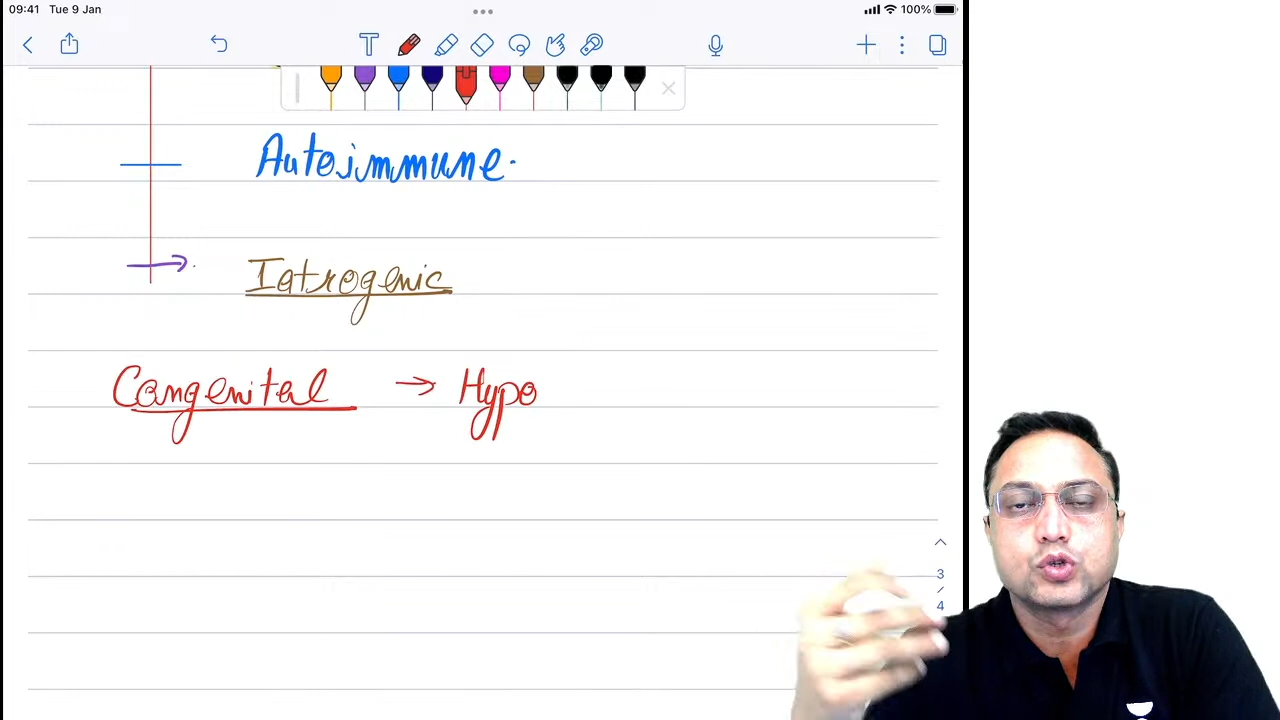 09:41 Tue 9 Jan
100%
T
Autoimmune.
Iatrogenic
Congenital → Hypo
3
4